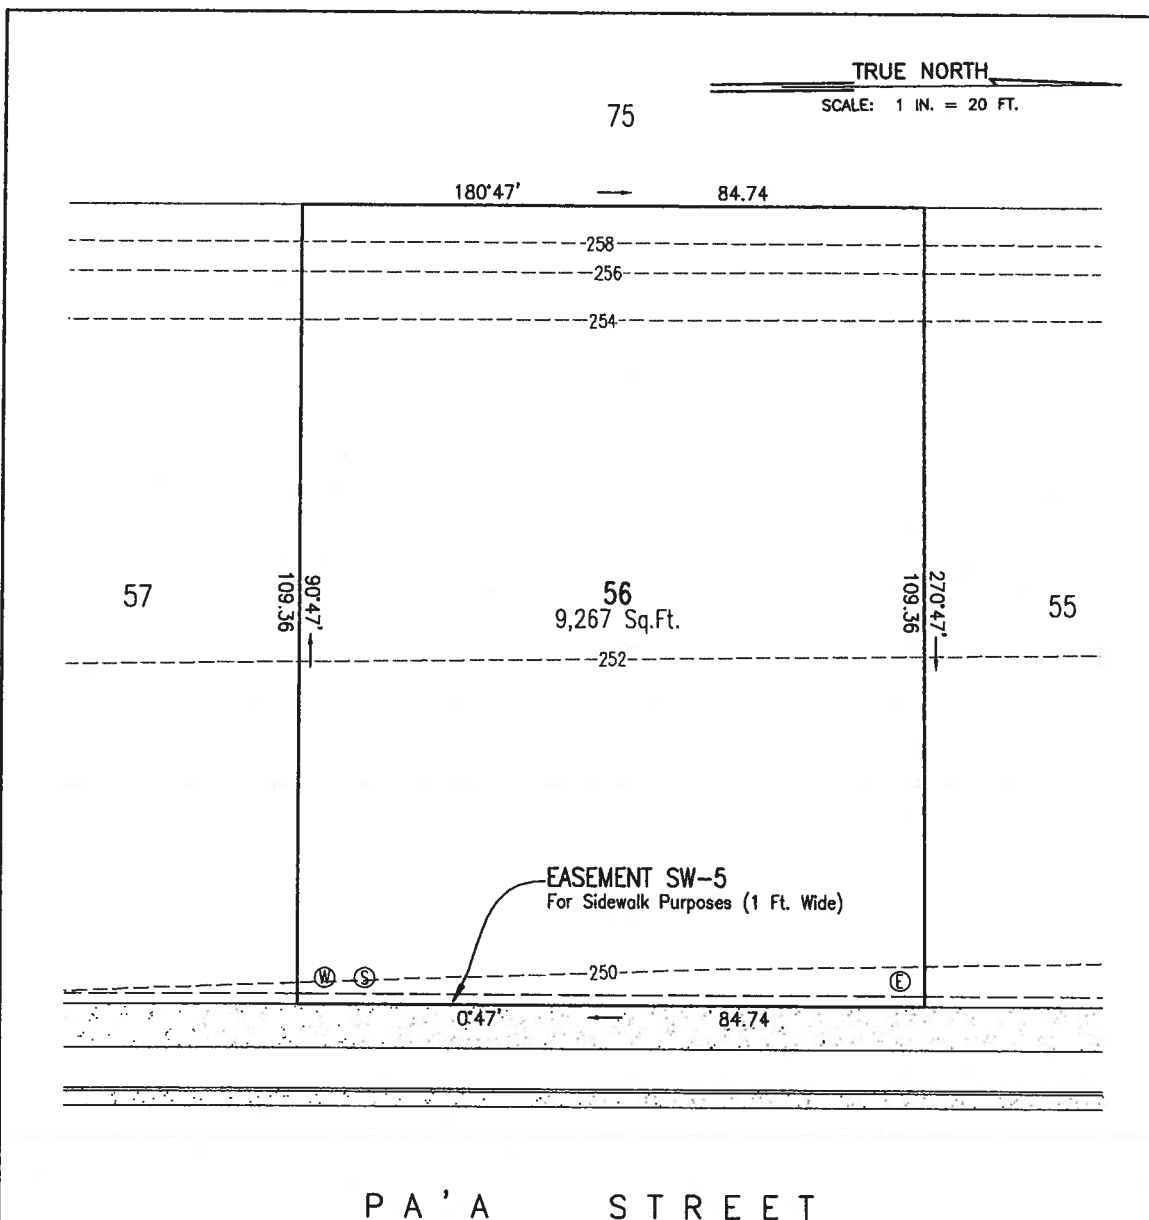 TRUE NORTH
SCALE: 1 IN. = 20 FT.
75
180°47' 84.74
258
256
254
57
90°47'
109.36
56
9,267 Sq.Ft.
270°47'
109.36
55
252
EASEMENT SW-5
For Sidewalk Purposes (1 Ft. Wide)
W S 250 E
0°47' 84.74
PA'A STREET